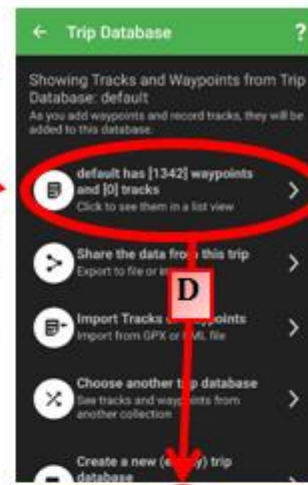 ← Trip Database ?
Showing Tracks and Waypoints from Trip
Database: default
As you add waypoints and record tracks, they will be
added to this database.
default has [1342] waypoints
and [0] tracks
Click to see them in a list view
Share the data from this trip
Export to file or
D
Import Tracks
Import from GPX or KML file
Choose another trip database
See tracks and waypoints from
another collection
Create a new (empty) trip
database